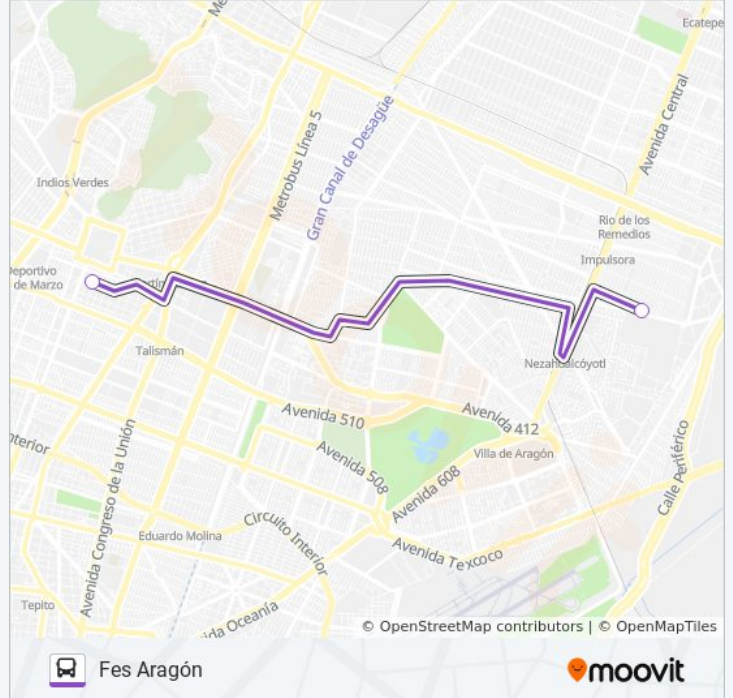 Ecatepe
Avenida Central
Metrobus Línea 5
Gran Canal de Desagüe
Indios Verdes
Rio de los
Remedios
Impulsora
Deportivo
de Marzo
Talismán
Nezahualcóyotl
Avenida 510
Avenida 412
Villa de Aragón
Avenida 508
Avenida 608
Calle Periférico
Avenida Congreso de la Unión
Interior
Circuito Interior
Eduardo Molina
Avenida Texcoco
Tepito
ida Oceanía
© OpenStreetMap contributors | © OpenMapTiles
Fes Aragón
moovit